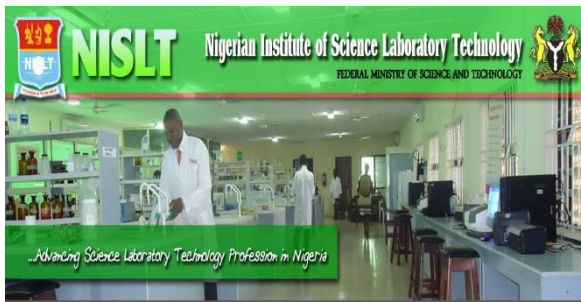 NISLT
NISLT
Nigerian Institute of Science Laboratory Technology
FEDERAL MINISTRY OF SCIENCE AND TECHNOLOGY
...Advancing Science Laboratory Technology Profession in Nigeria